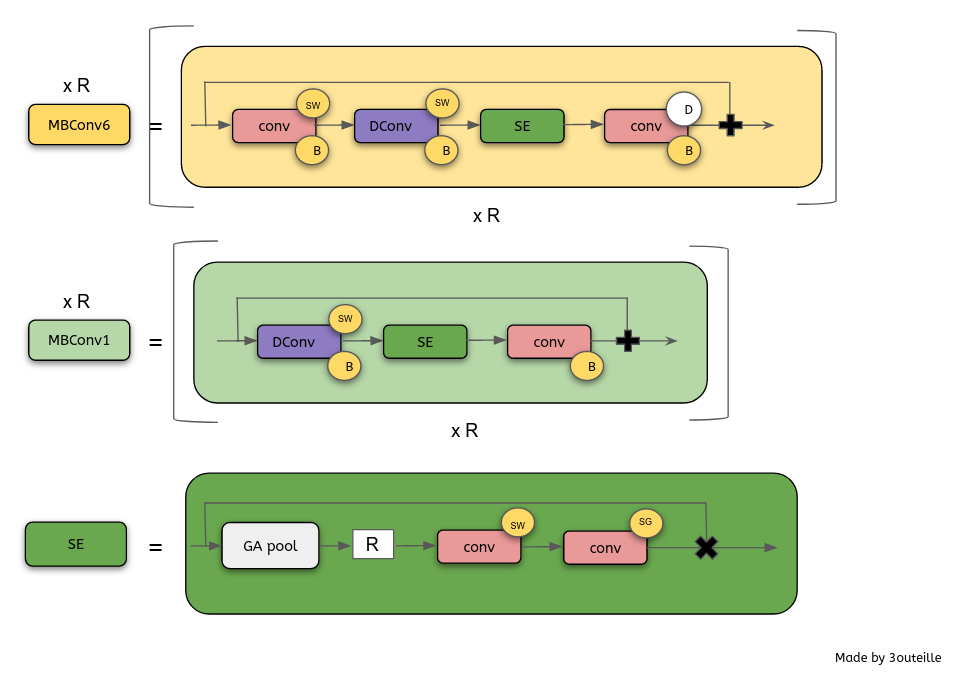 x R
MBConv6
=
conv
SW
B
DConv
SW
B
SE
conv
D
B
x R
x R
MBConv1
=
DConv
SW
B
SE
conv
B
x R
SE
=
GA pool
R
conv
SW
conv
SG
Made by 3outeille